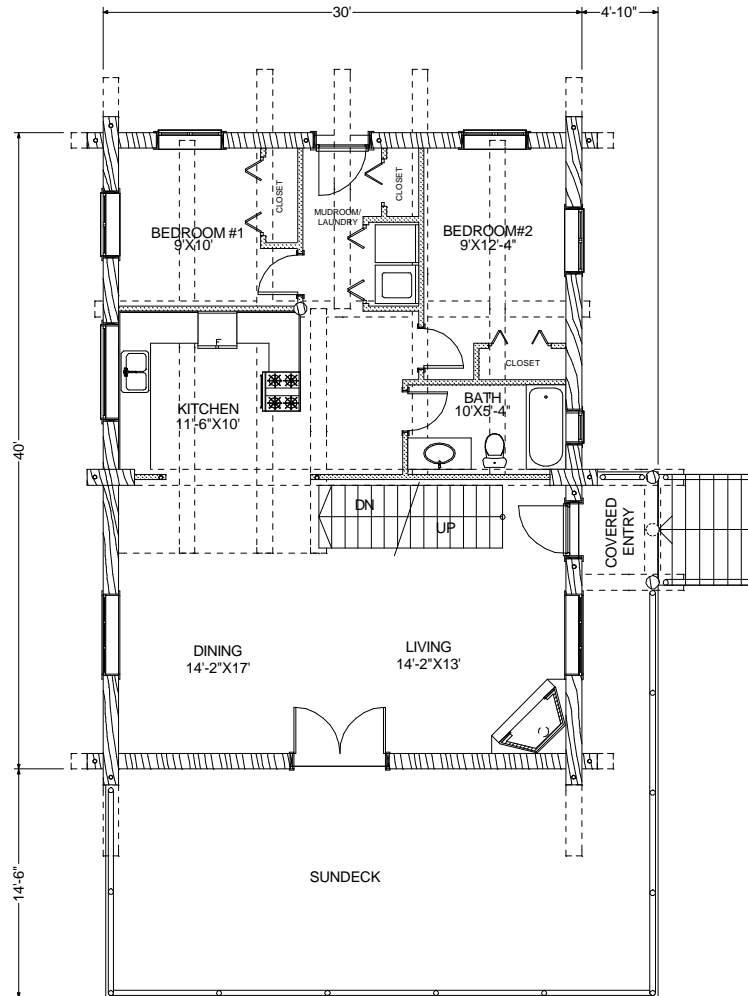 30'
4'-10"
CLOSET
CLOSET
MUDROOM/
LAUNDRY
BEDROOM #1
9'X10'
BEDROOM#2
9'X12'-4"
40'
F
CLOSET
KITCHEN
11'-6"X10'
BATH
10'X5'-4"
DN
UP
COVERED
ENTRY
DINING
14'-2"X17'
LIVING
14'-2"X13'
14'-6"
SUNDECK